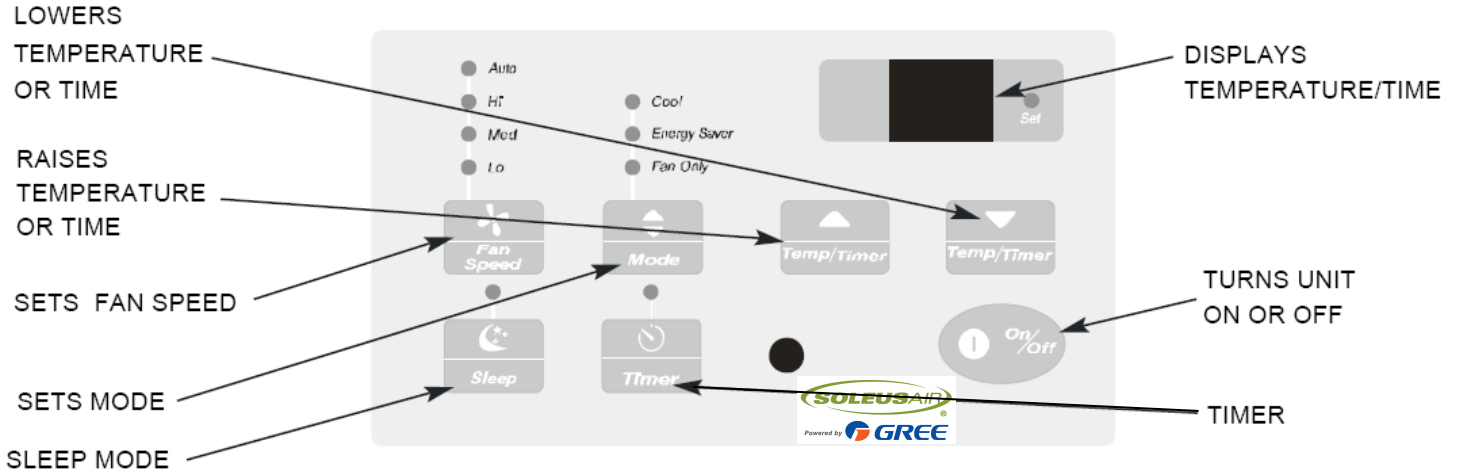 LOWERS
TEMPERATURE
OR TIME
RAISES
TEMPERATURE
OR TIME
SETS FAN SPEED
SETS MODE
SLEEP MODE
Auto
Hi
Med
Lo
Cool
Energy Saver
Fan Only
Set
Fan
Speed
Mode
Temp/Timer
Temp/Timer
Sleep
Timer
On/Off
SOLEUSAIR®
Powered by GREE
DISPLAYS
TEMPERATURE/TIME
TURNS UNIT
ON OR OFF
TIMER